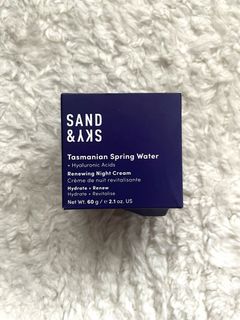 SAND
&SKY
Tasmanian Spring Water
+ Hyaluronic Acids
Renewing Night Cream
Crème de nuit revitalisante
Hydrate + Renew
Hydrate + Revitalise
Net Wt. 60 g / ℮ 2.1 oz. US